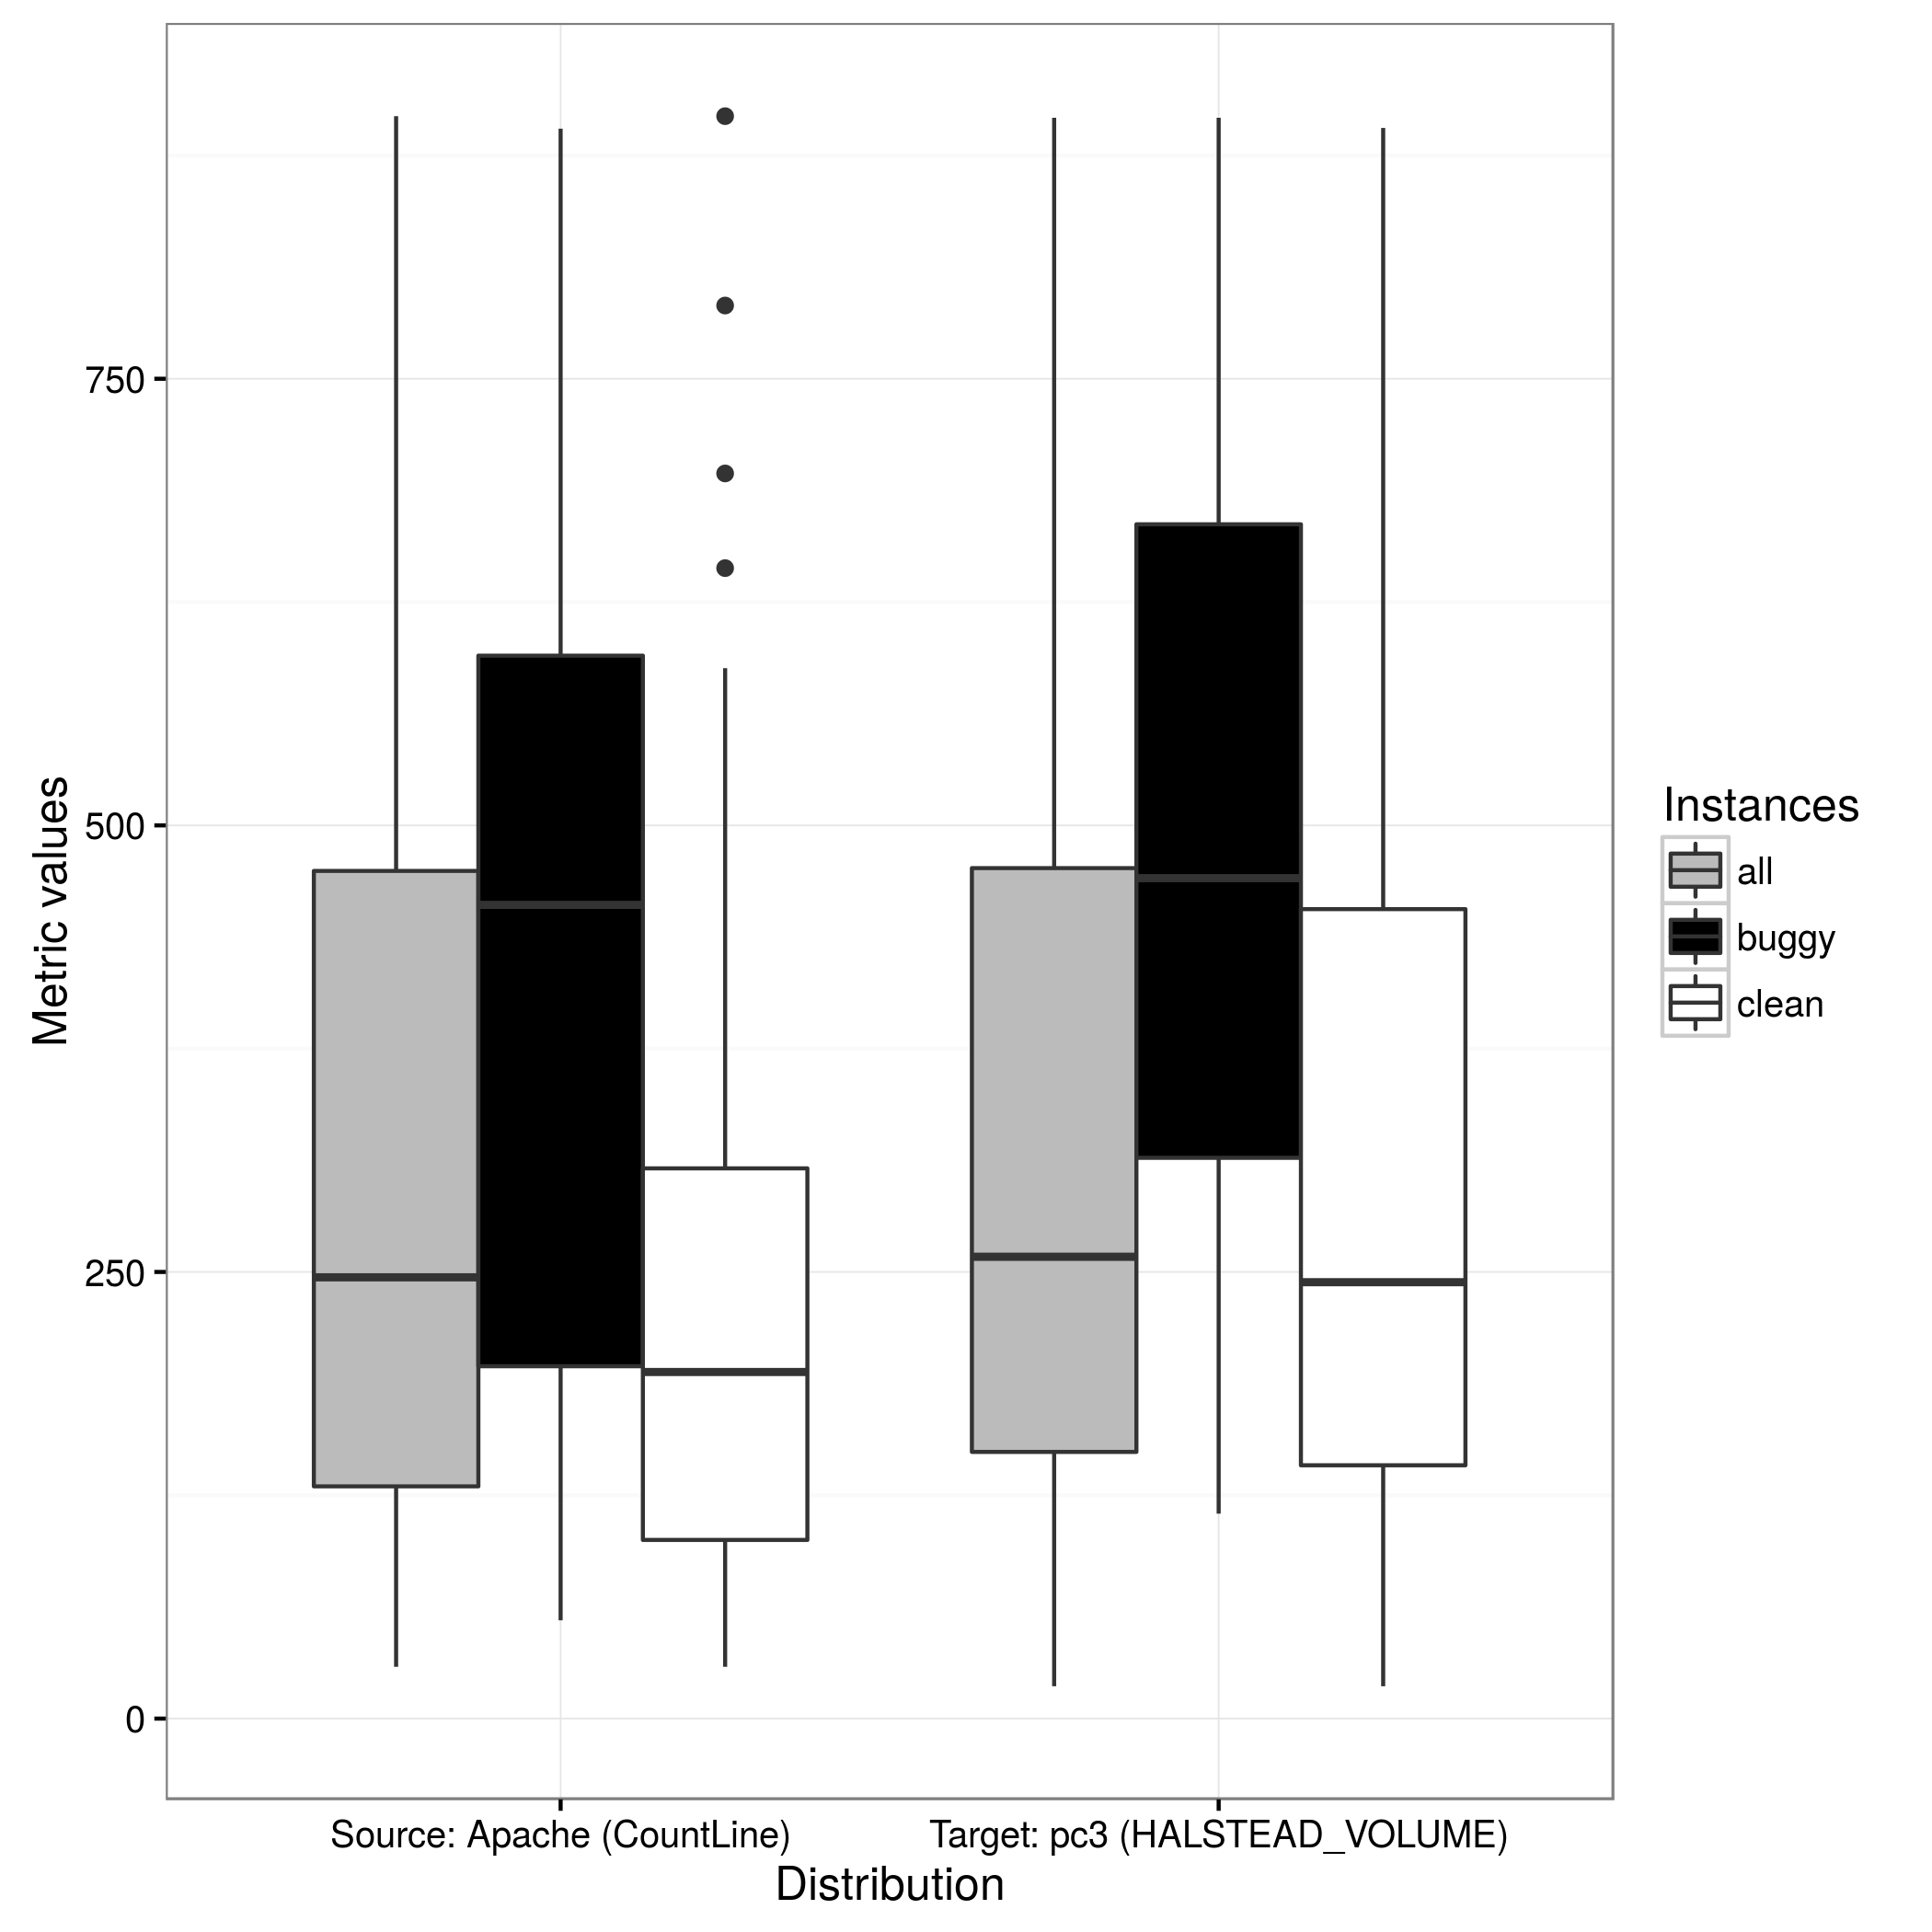 Metric values
750
500
250
0
Source: Apache (CountLine)
Target: pc3 (HALSTEAD_VOLUME)
Distribution
Instances
all
buggy
clean